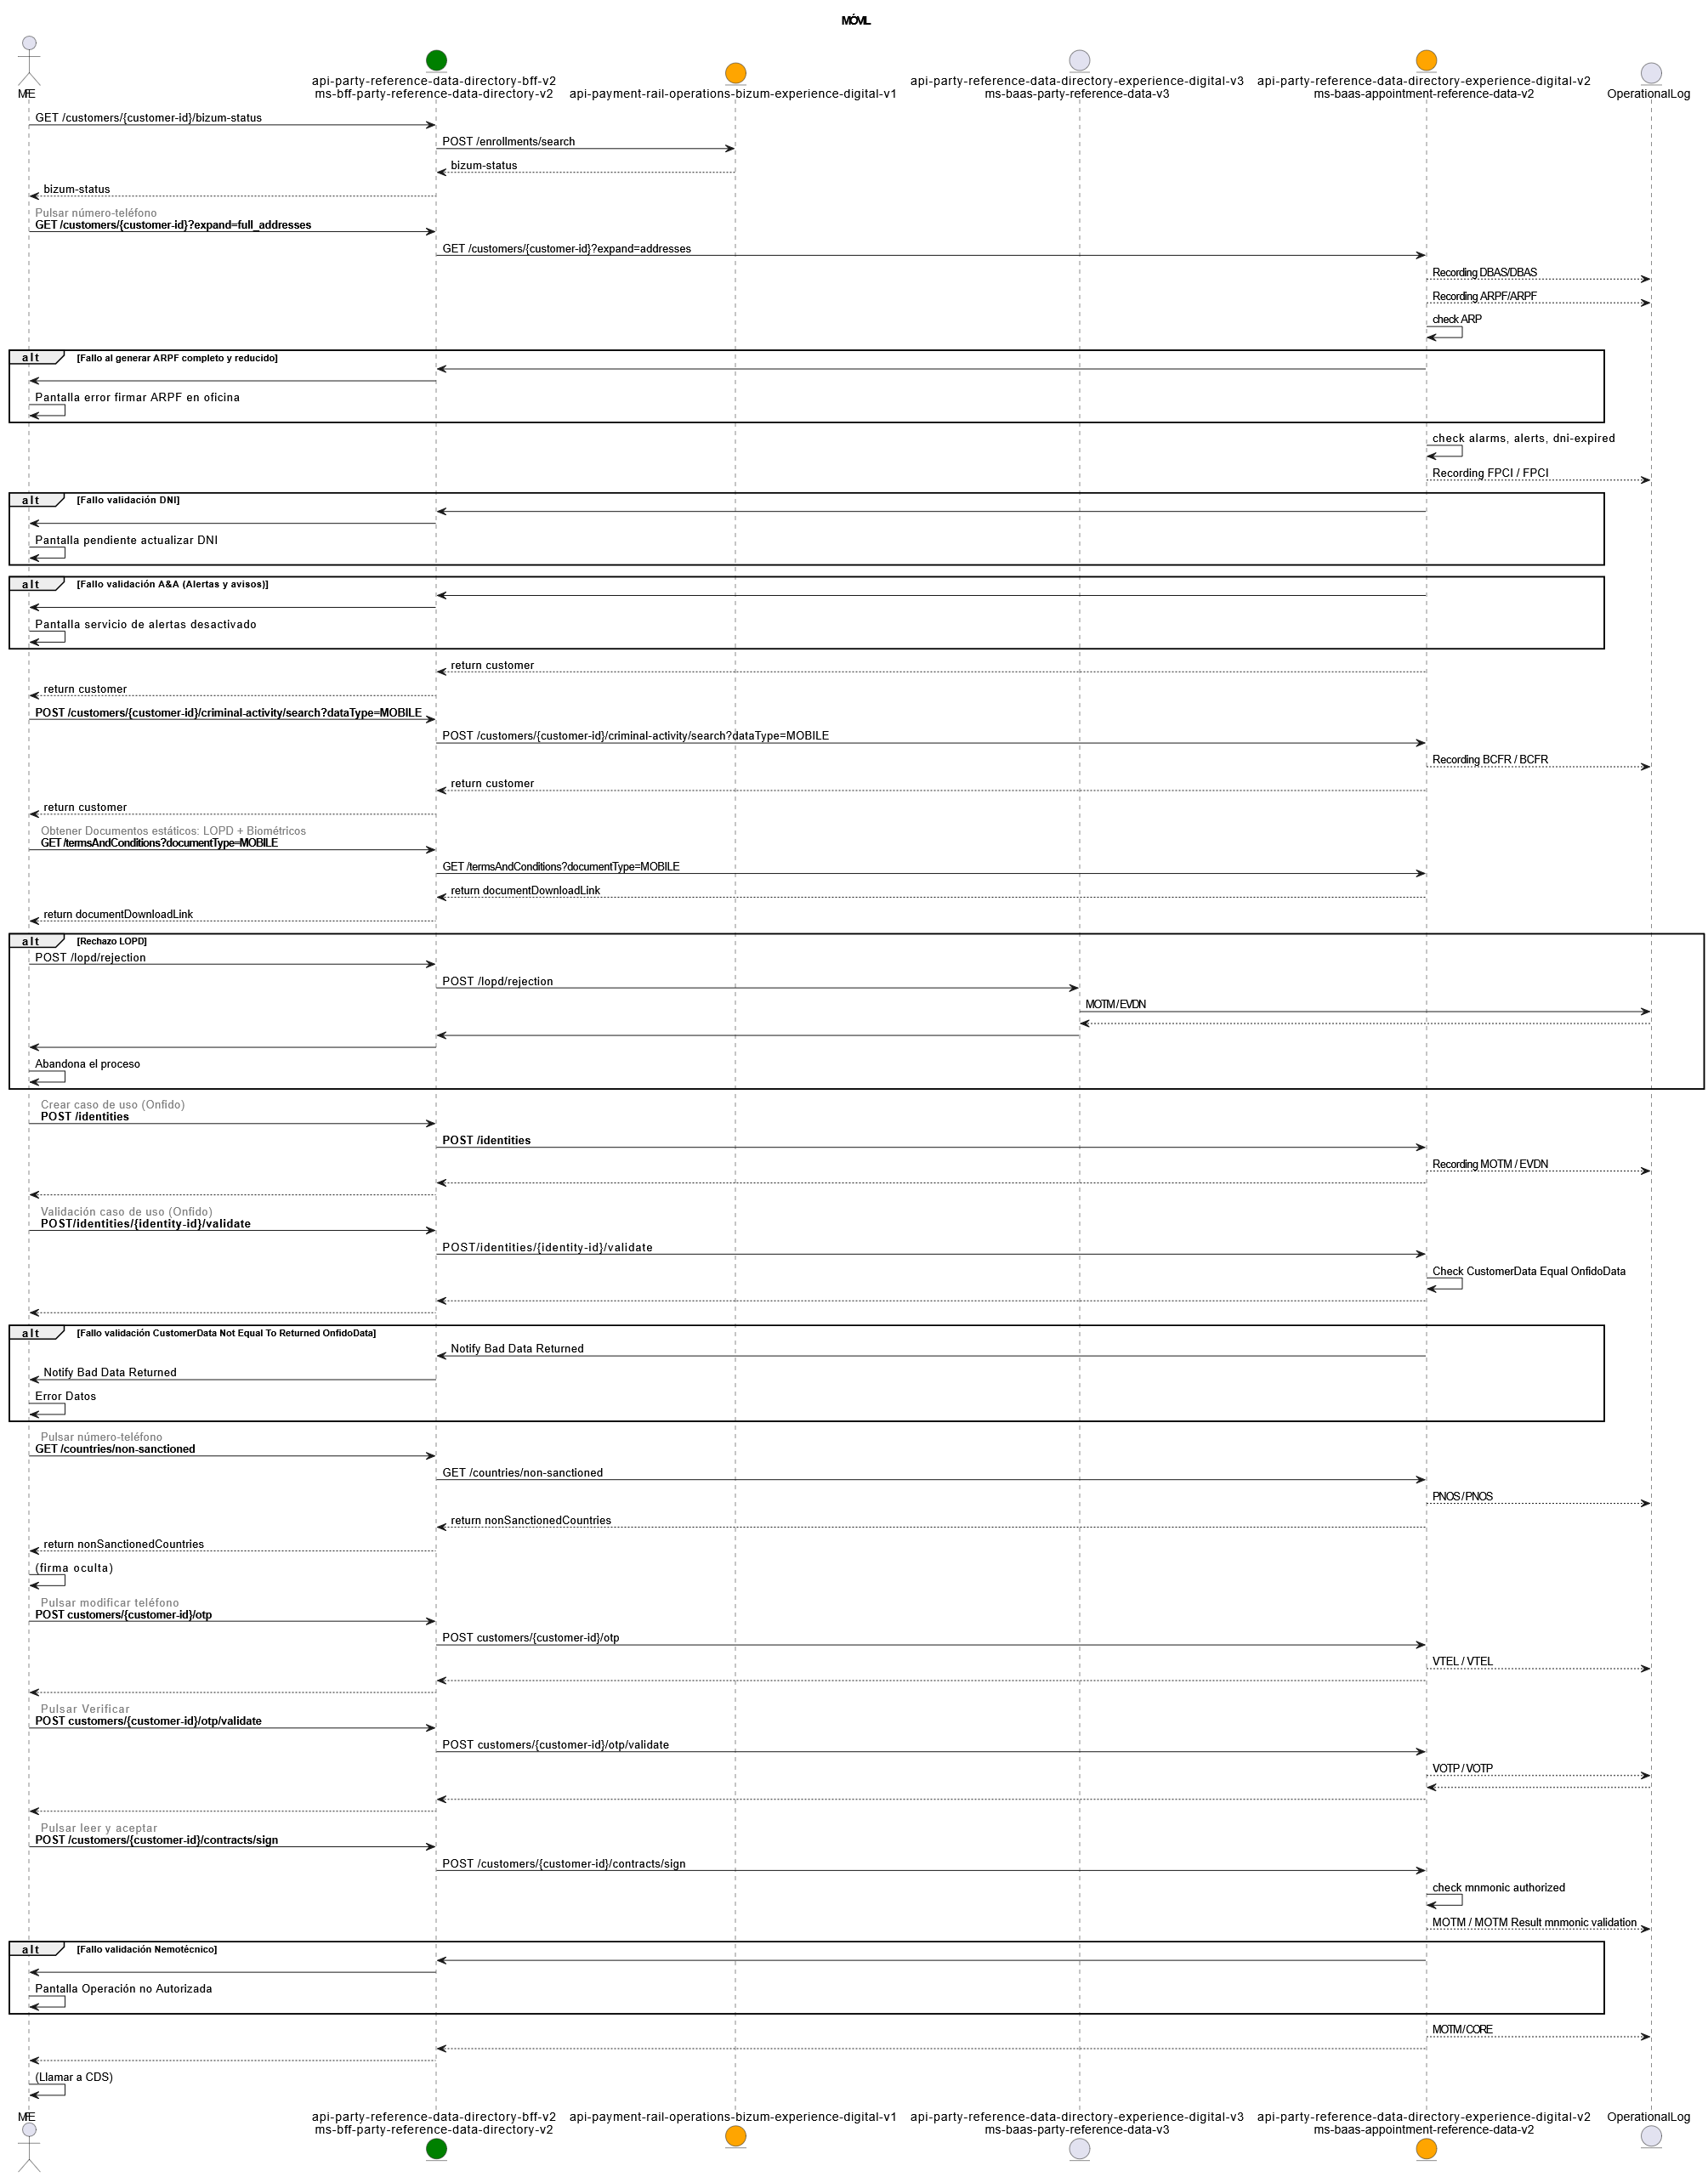 MÓVIL
api-party-reference-data-directory-bff-v2
ms-bff-party-reference-data-directory-v2
api-payment-rail-operations-bizum-experience-digital-v1
api-party-reference-data-directory-experience-digital-v3
ms-baas-party-reference-data-v3
api-party-reference-data-directory-experience-digital-v2
ms-baas-appointment-reference-data-v2
OperationalLog
MFE
GET /customers/{customer-id}/bizum-status
POST /enrollments/search
bizum-status
bizum-status
Pulsar número-teléfono
GET /customers/{customer-id}?expand=full_addresses
GET /customers/{customer-id}?expand=addresses
Recording DBAS/DBAS
Recording ARPF/ARPF
check ARP
alt [Fallo al generar ARPF completo y reducido]
Pantalla error firmar ARPF en oficina
check alarms, alerts, dni-expired
Recording FPCI / FPCI
alt [Fallo validación DNI]
Pantalla pendiente actualizar DNI
alt [Fallo validación A&A (Alertas y avisos)]
Pantalla servicio de alertas desactivado
return customer
return customer
POST /customers/{customer-id}/criminal-activity/search?dataType=MOBILE
POST /customers/{customer-id}/criminal-activity/search?dataType=MOBILE
Recording BCFR / BCFR
return customer
return customer
Obtener Documentos estáticos: LOPD + Biométricos
GET /termsAndConditions?documentType=MOBILE
GET /termsAndConditions?documentType=MOBILE
return documentDownloadLink
return documentDownloadLink
alt [Rechazo LOPD]
POST /lopd/rejection
POST /lopd/rejection
MOTM / EVDN
Abandona el proceso
Crear caso de uso (Onfido)
POST /identities
POST /identities
Recording MOTM / EVDN
Validación caso de uso (Onfido)
POST/identities/{identity-id}/validate
POST/identities/{identity-id}/validate
Check CustomerData Equal OnfidoData
alt [Fallo validación CustomerData Not Equal To Returned OnfidoData]
Notify Bad Data Returned
Notify Bad Data Returned
Error Datos
Pulsar número-teléfono
GET /countries/non-sanctioned
GET /countries/non-sanctioned
PNOS / PNOS
return nonSanctionedCountries
return nonSanctionedCountries
(firma oculta)
Pulsar modificar teléfono
POST customers/{customer-id}/otp
POST customers/{customer-id}/otp
VTEL / VTEL
Pulsar Verificar
POST customers/{customer-id}/otp/validate
POST customers/{customer-id}/otp/validate
VOTP / VOTP
Pulsar leer y aceptar
POST /customers/{customer-id}/contracts/sign
POST /customers/{customer-id}/contracts/sign
check mnmonic authorized
MOTM / MOTM Result mnmonic validation
alt [Fallo validación Nemotécnico]
Pantalla Operación no Autorizada
MOTM/CORE
(Llamar a CDS)
MFE
api-party-reference-data-directory-bff-v2
ms-bff-party-reference-data-directory-v2
api-payment-rail-operations-bizum-experience-digital-v1
api-party-reference-data-directory-experience-digital-v3
ms-baas-party-reference-data-v3
api-party-reference-data-directory-experience-digital-v2
ms-baas-appointment-reference-data-v2
OperationalLog